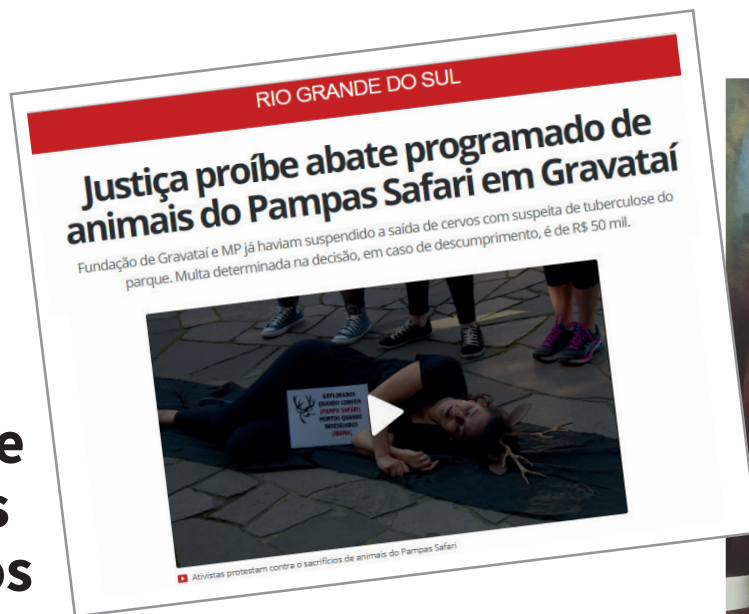 RIO GRANDE DO SUL
Justiça proíbe abate programado de
animais do Pampas Safari em Gravataí
Fundação de Gravataí e MP já haviam suspendido a saída de cervos com suspeita de tuberculose do
parque. Multa determinada na decisão, em caso de descumprimento, é de R$ 50 mil.
EXPLORADOS
QUANDO CONVÉM
(PAMPA SAFARI)
MORTOS QUANDO
INDESEJADOS
(IBAMA)
Ativistas protestam contra o sacrifícios de animais do Pampas Safari
e
s
os